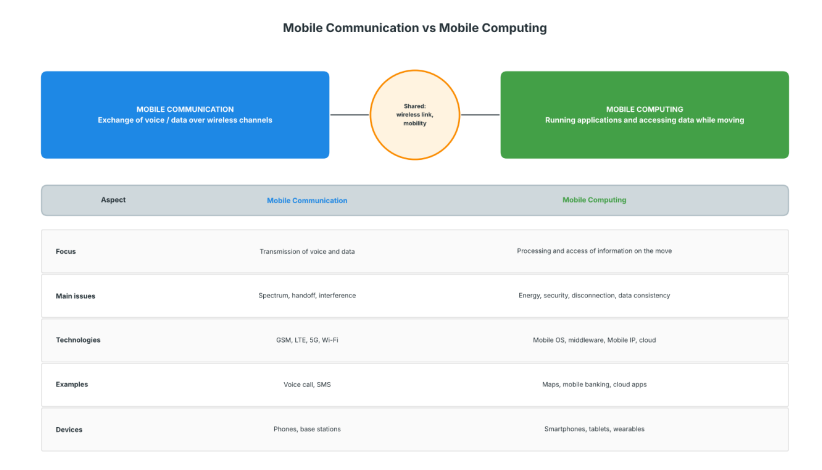 Mobile Communication vs Mobile Computing
MOBILE COMMUNICATION
Exchange of voice / data over wireless channels
Shared:
wireless link,
mobility
MOBILE COMPUTING
Running applications and accessing data while moving
Aspect Mobile Communication Mobile Computing
Focus Transmission of voice and data Processing and access of information on the move
Main issues Spectrum, handoff, interference Energy, security, disconnection, data consistency
Technologies GSM, LTE, 5G, Wi-Fi Mobile OS, middleware, Mobile IP, cloud
Examples Voice call, SMS Maps, mobile banking, cloud apps
Devices Phones, base stations Smartphones, tablets, wearables